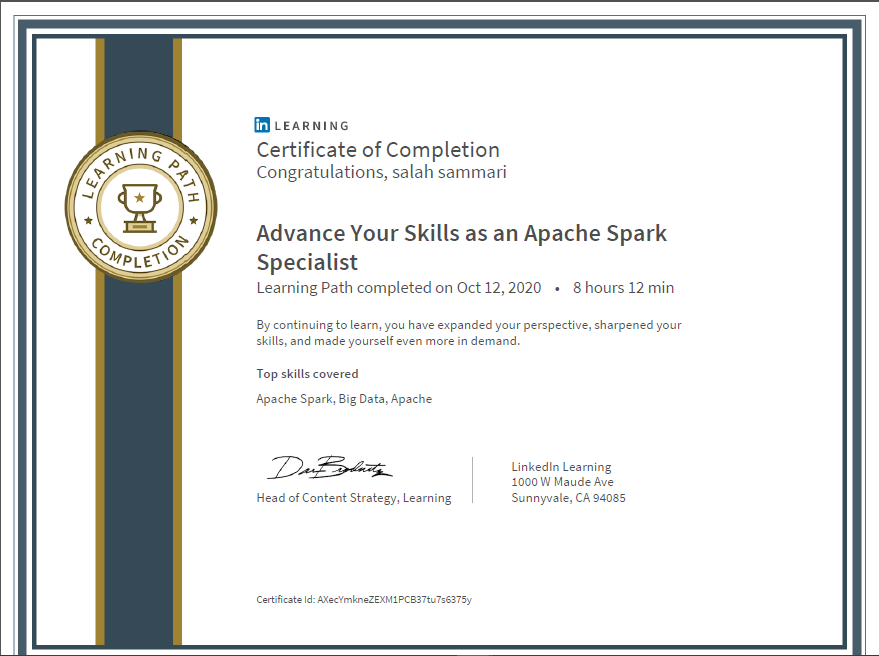 in LEARNING
Certificate of Completion
Congratulations, salah sammari
LEARNING PATH
COMPLETION
Advance Your Skills as an Apache Spark
Specialist
Learning Path completed on Oct 12, 2020 • 8 hours 12 min
By continuing to learn, you have expanded your perspective, sharpened your
skills, and made yourself even more in demand.
Top skills covered
Apache Spark, Big Data, Apache
Head of Content Strategy, Learning
LinkedIn Learning
1000 W Maude Ave
Sunnyvale, CA 94085
Certificate Id: AXecYmkneZEXM1PCB37tu7s6375y